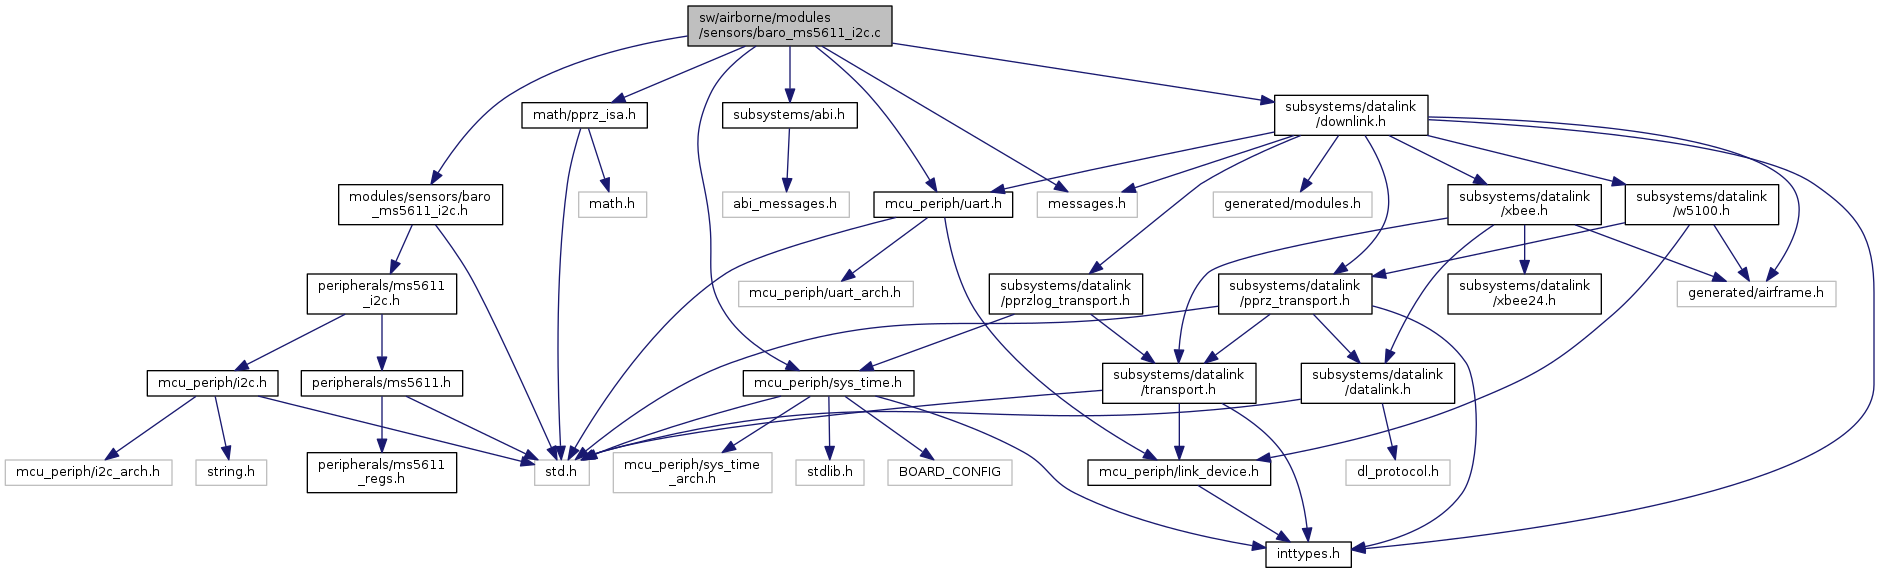 sw/airborne/modules
/sensors/baro_ms5611_i2c.c
math/pprz_isa.h
subsystems/abi.h
subsystems/datalink
/downlink.h
modules/sensors/baro
_ms5611_i2c.h
math.h
abi_messages.h
mcu_periph/uart.h
messages.h
generated/modules.h
subsystems/datalink
/xbee.h
subsystems/datalink
/w5100.h
peripherals/ms5611
_i2c.h
mcu_periph/uart_arch.h
subsystems/datalink
/pprzlog_transport.h
subsystems/datalink
/pprz_transport.h
subsystems/datalink
/xbee24.h
generated/airframe.h
mcu_periph/i2c.h
peripherals/ms5611.h
mcu_periph/sys_time.h
subsystems/datalink
/transport.h
subsystems/datalink
/datalink.h
mcu_periph/i2c_arch.h
string.h
peripherals/ms5611
_regs.h
std.h
mcu_periph/sys_time
_arch.h
stdlib.h
BOARD_CONFIG
mcu_periph/link_device.h
dl_protocol.h
inttypes.h